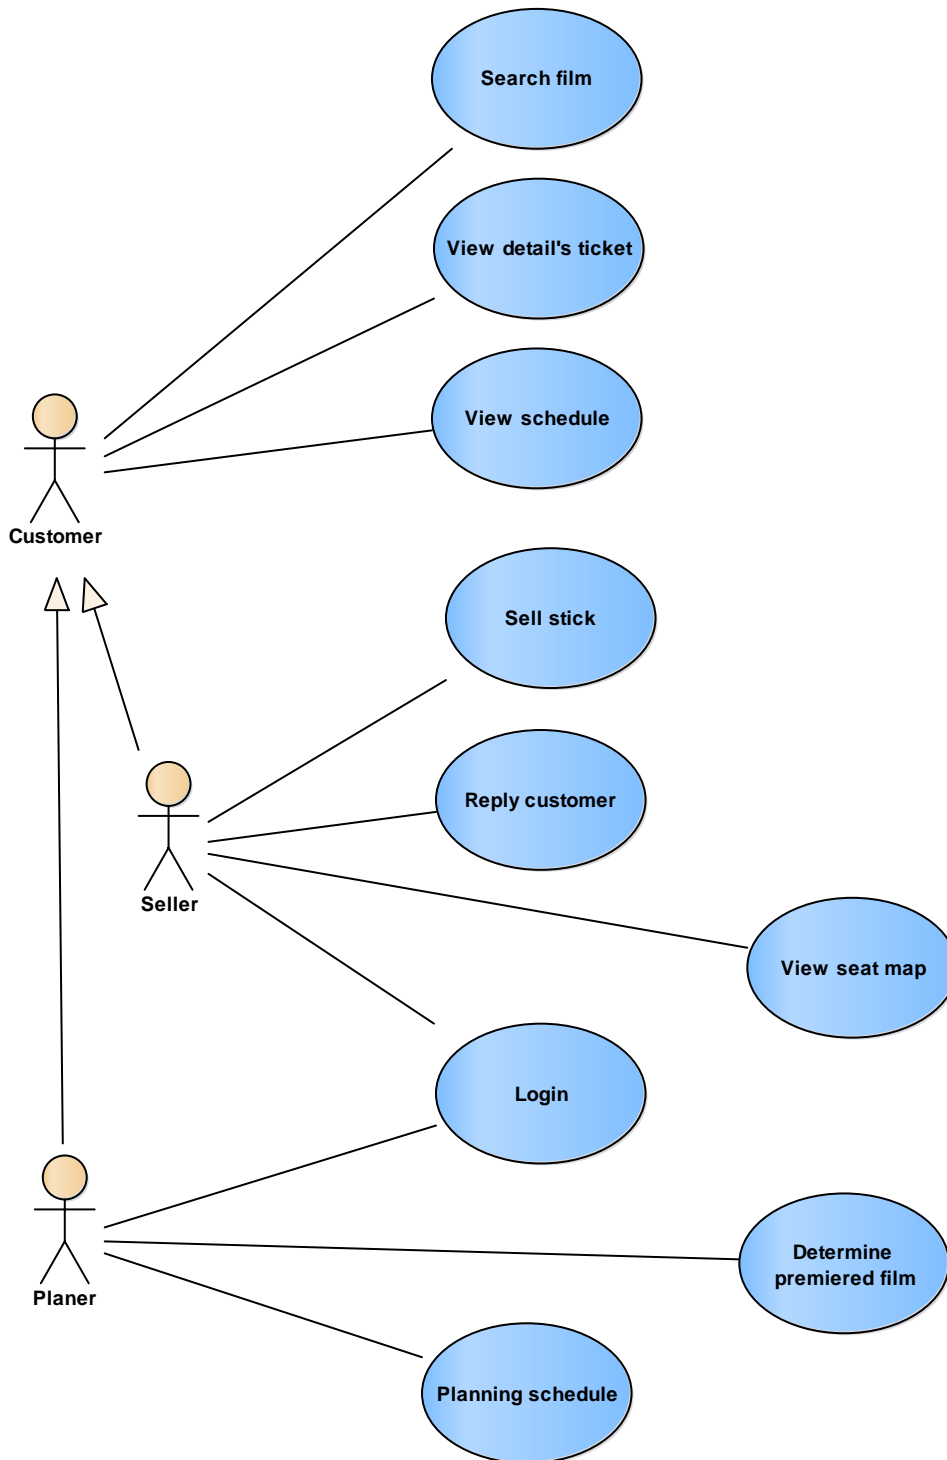 Search film
View detail's ticket
View schedule
Customer
Sell stick
Reply customer
Seller
View seat map
Login
Determine
premiered film
Planer
Planning schedule